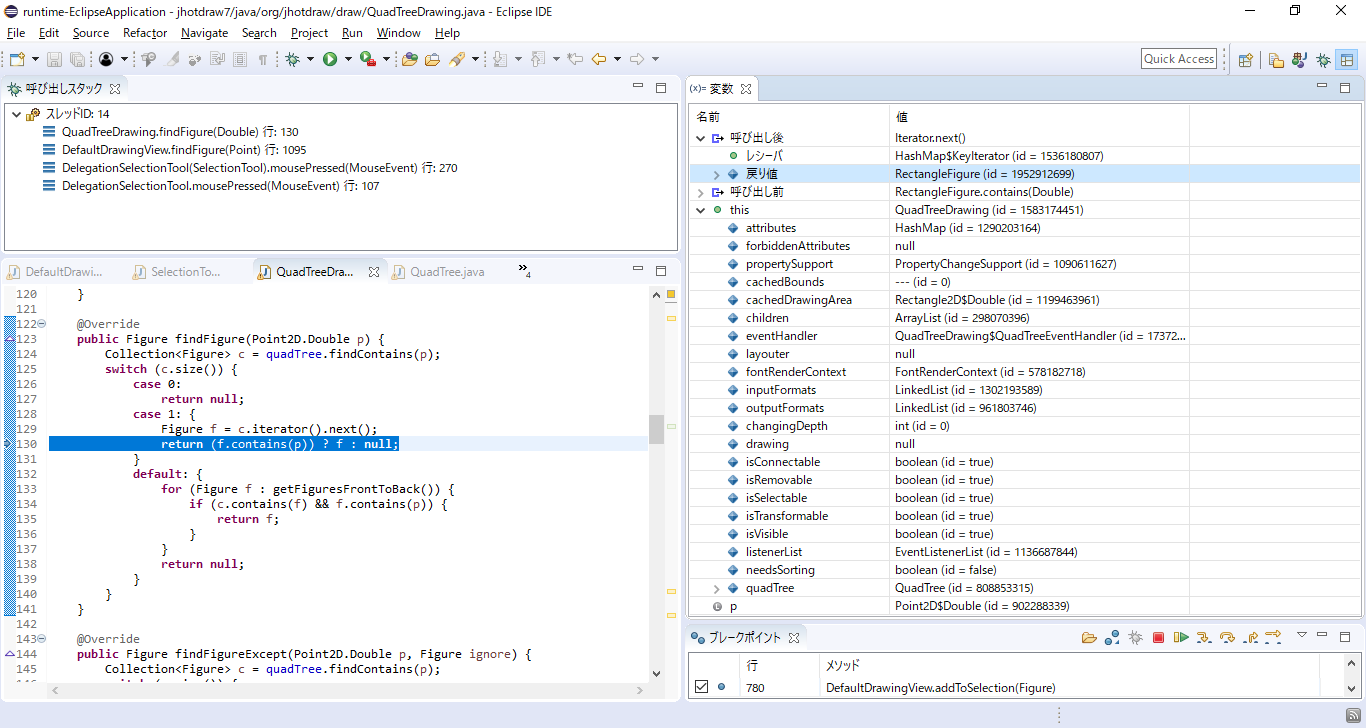 runtime-EclipseApplication - jhotdraw7/java/org/jhotdraw/draw/QuadTreeDrawing.java - Eclipse IDE
File Edit Source Refactor Navigate Search Project Run Window Help
Quick Access
呼び出しスタック
スレッドID: 14
QuadTreeDrawing.findFigure(Double) 行: 130
DefaultDrawingView.findFigure(Point) 行: 1095
DelegationSelectionTool(SelectionTool).mousePressed(MouseEvent) 行: 270
DelegationSelectionTool.mousePressed(MouseEvent) 行: 107
DefaultDrawi... SelectionTo... QuadTreeDra... QuadTree.java »4
120 }
121
122 @Override
123 public Figure findFigure(Point2D.Double p) {
124 Collection<Figure> c = quadTree.findContains(p);
125 switch (c.size()) {
126 case 0:
127 return null;
128 case 1: {
129 Figure f = c.iterator().next();
130 return (f.contains(p)) ? f : null;
131 }
132 default: {
133 for (Figure f : getFiguresFrontToBack()) {
134 if (c.contains(f) && f.contains(p)) {
135 return f;
136 }
137 }
138 return null;
139 }
140 }
141 }
142
143 @Override
144 public Figure findFigureExcept(Point2D.Double p, Figure ignore) {
145 Collection<Figure> c = quadTree.findContains(p);
(x)= 変数
名前 値
呼び出し後 Iterator.next()
レシーバ HashMap$KeyIterator (id = 1536180807)
戻り値 RectangleFigure (id = 1952912699)
呼び出し前 RectangleFigure.contains(Double)
this QuadTreeDrawing (id = 1583174451)
attributes HashMap (id = 1290203164)
forbiddenAttributes null
propertySupport PropertyChangeSupport (id = 1090611627)
cachedBounds --- (id = 0)
cachedDrawingArea Rectangle2D$Double (id = 1199463961)
children ArrayList (id = 298070396)
eventHandler QuadTreeDrawing$QuadTreeEventHandler (id = 17372...
layouter null
fontRenderContext FontRenderContext (id = 578182718)
inputFormats LinkedList (id = 1302193589)
outputFormats LinkedList (id = 961803746)
changingDepth int (id = 0)
drawing null
isConnectable boolean (id = true)
isRemovable boolean (id = true)
isSelectable boolean (id = true)
isTransformable boolean (id = true)
isVisible boolean (id = true)
listenerList EventListenerList (id = 1136687844)
needsSorting boolean (id = false)
quadTree QuadTree (id = 808853315)
p Point2D$Double (id = 902288339)
ブレークポイント
行 メソッド
780 DefaultDrawingView.addToSelection(Figure)